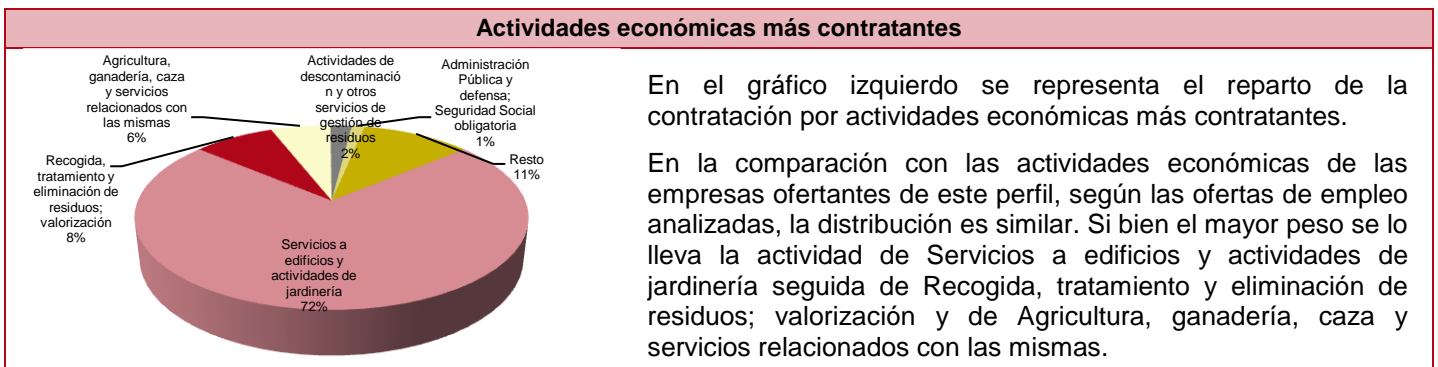 Actividades económicas más contratantes
Agricultura,
ganadería, caza
y servicios
relacionados con
las mismas
6%
Actividades de
descontaminació
n y otros
servicios de
gestión de
residuos
2%
Administración
Pública y
defensa;
Seguridad Social
obligatoria
1%
Resto
11%
Recogida,
tratamiento y
eliminación de
residuos;
valorización
8%
Servicios a
edificios y
actividades de
jardinería
72%
En el gráfico izquierdo se representa el reparto de la
contratación por actividades económicas más contratantes.
En la comparación con las actividades económicas de las
empresas ofertantes de este perfil, según las ofertas de empleo
analizadas, la distribución es similar. Si bien el mayor peso se lo
lleva la actividad de Servicios a edificios y actividades de
jardinería seguida de Recogida, tratamiento y eliminación de
residuos; valorización y de Agricultura, ganadería, caza y
servicios relacionados con las mismas.